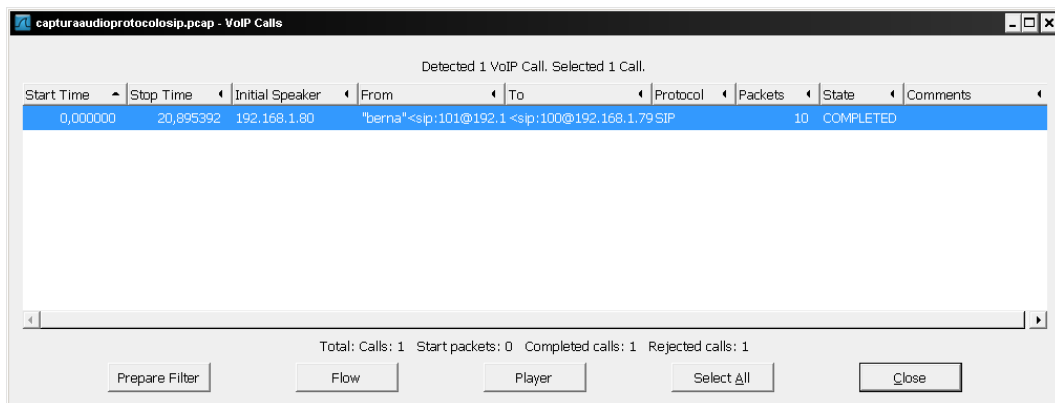 capturaaudioprotocolosip.pcap - VoIP Calls
Detected 1 VoIP Call. Selected 1 Call.
Start Time Stop Time Initial Speaker From To Protocol Packets State Comments
0,000000 20,895392 192.168.1.80 "berna"<sip:101@192.1 <sip:100@192.168.1.79 SIP 10 COMPLETED
Total: Calls: 1 Start packets: 0 Completed calls: 1 Rejected calls: 1
Prepare Filter Flow Player Select All Close